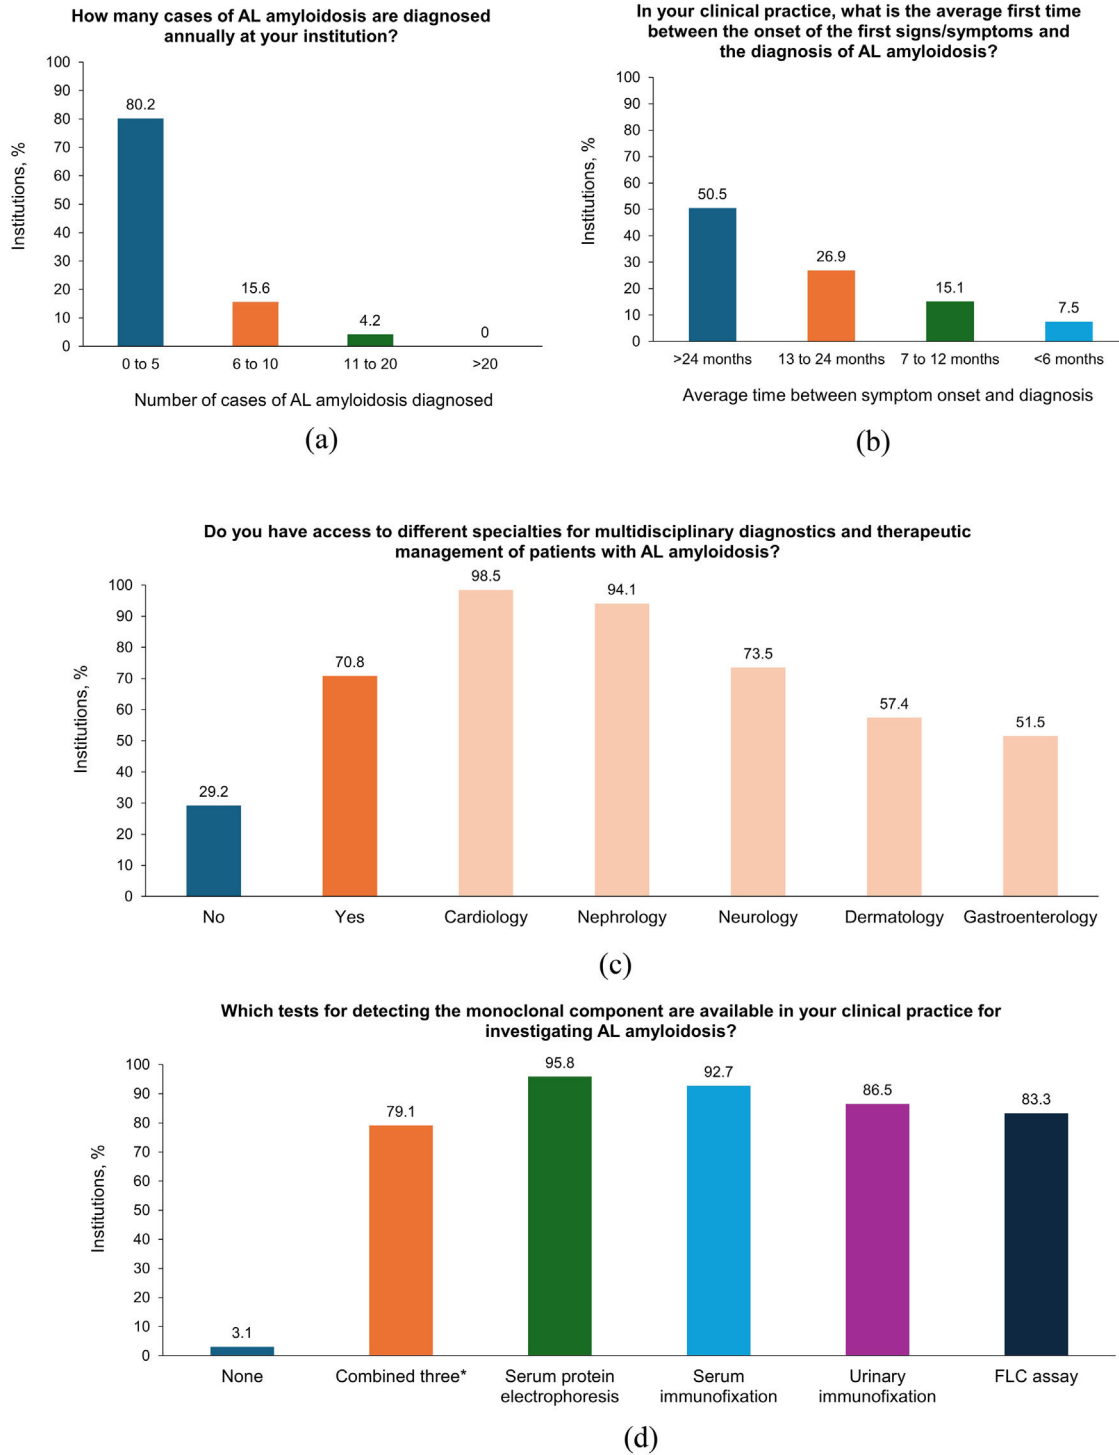 How many cases of AL amyloidosis are diagnosed
annually at your institution?
100
90
80
70
60
50
40
30
20
10
0
Institutions, %
80.2
15.6
4.2
0
0 to 5
6 to 10
11 to 20
>20
Number of cases of AL amyloidosis diagnosed
(a)
In your clinical practice, what is the average first time
between the onset of the first signs/symptoms and
the diagnosis of AL amyloidosis?
100
90
80
70
60
50
40
30
20
10
0
Institutions, %
50.5
26.9
15.1
7.5
>24 months
13 to 24 months
7 to 12 months
<6 months
Average time between symptom onset and diagnosis
(b)
Do you have access to different specialties for multidisciplinary diagnostics and therapeutic
management of patients with AL amyloidosis?
100
90
80
70
60
50
40
30
20
10
0
Institutions, %
29.2
70.8
98.5
94.1
73.5
57.4
51.5
No
Yes
Cardiology
Nephrology
Neurology
Dermatology
Gastroenterology
(c)
Which tests for detecting the monoclonal component are available in your clinical practice for
investigating AL amyloidosis?
100
90
80
70
60
50
40
30
20
10
0
Institutions, %
3.1
79.1
95.8
92.7
86.5
83.3
None
Combined three*
Serum protein
electrophoresis
Serum
immunofixation
Urinary
immunofixation
FLC assay
(d)